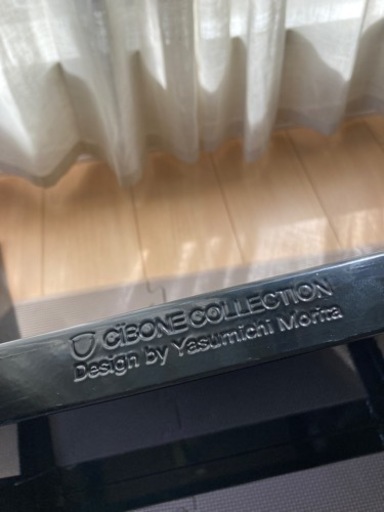 CIBONE COLLECTION
Design by Yasumichi Morita